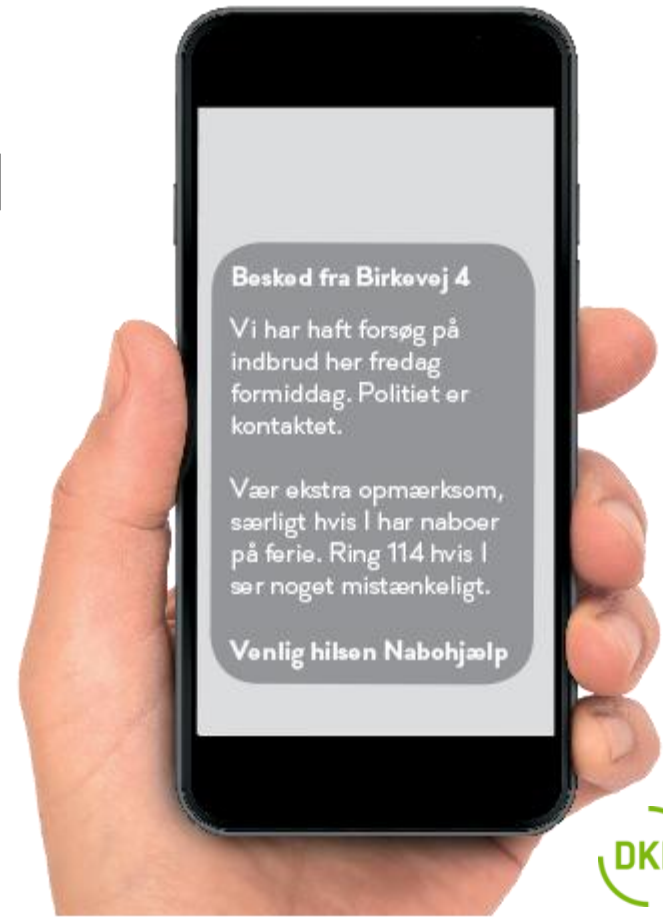 Besked fra Birkevej 4
Vi har haft forsøg på
indbrud her fredag
formiddag. Politiet er
kontaktet.
Vær ekstra opmærksom,
særligt hvis I har naboer
på ferie. Ring 114 hvis I
ser noget mistænkeligt.
Venlig hilsen Nabohjælp